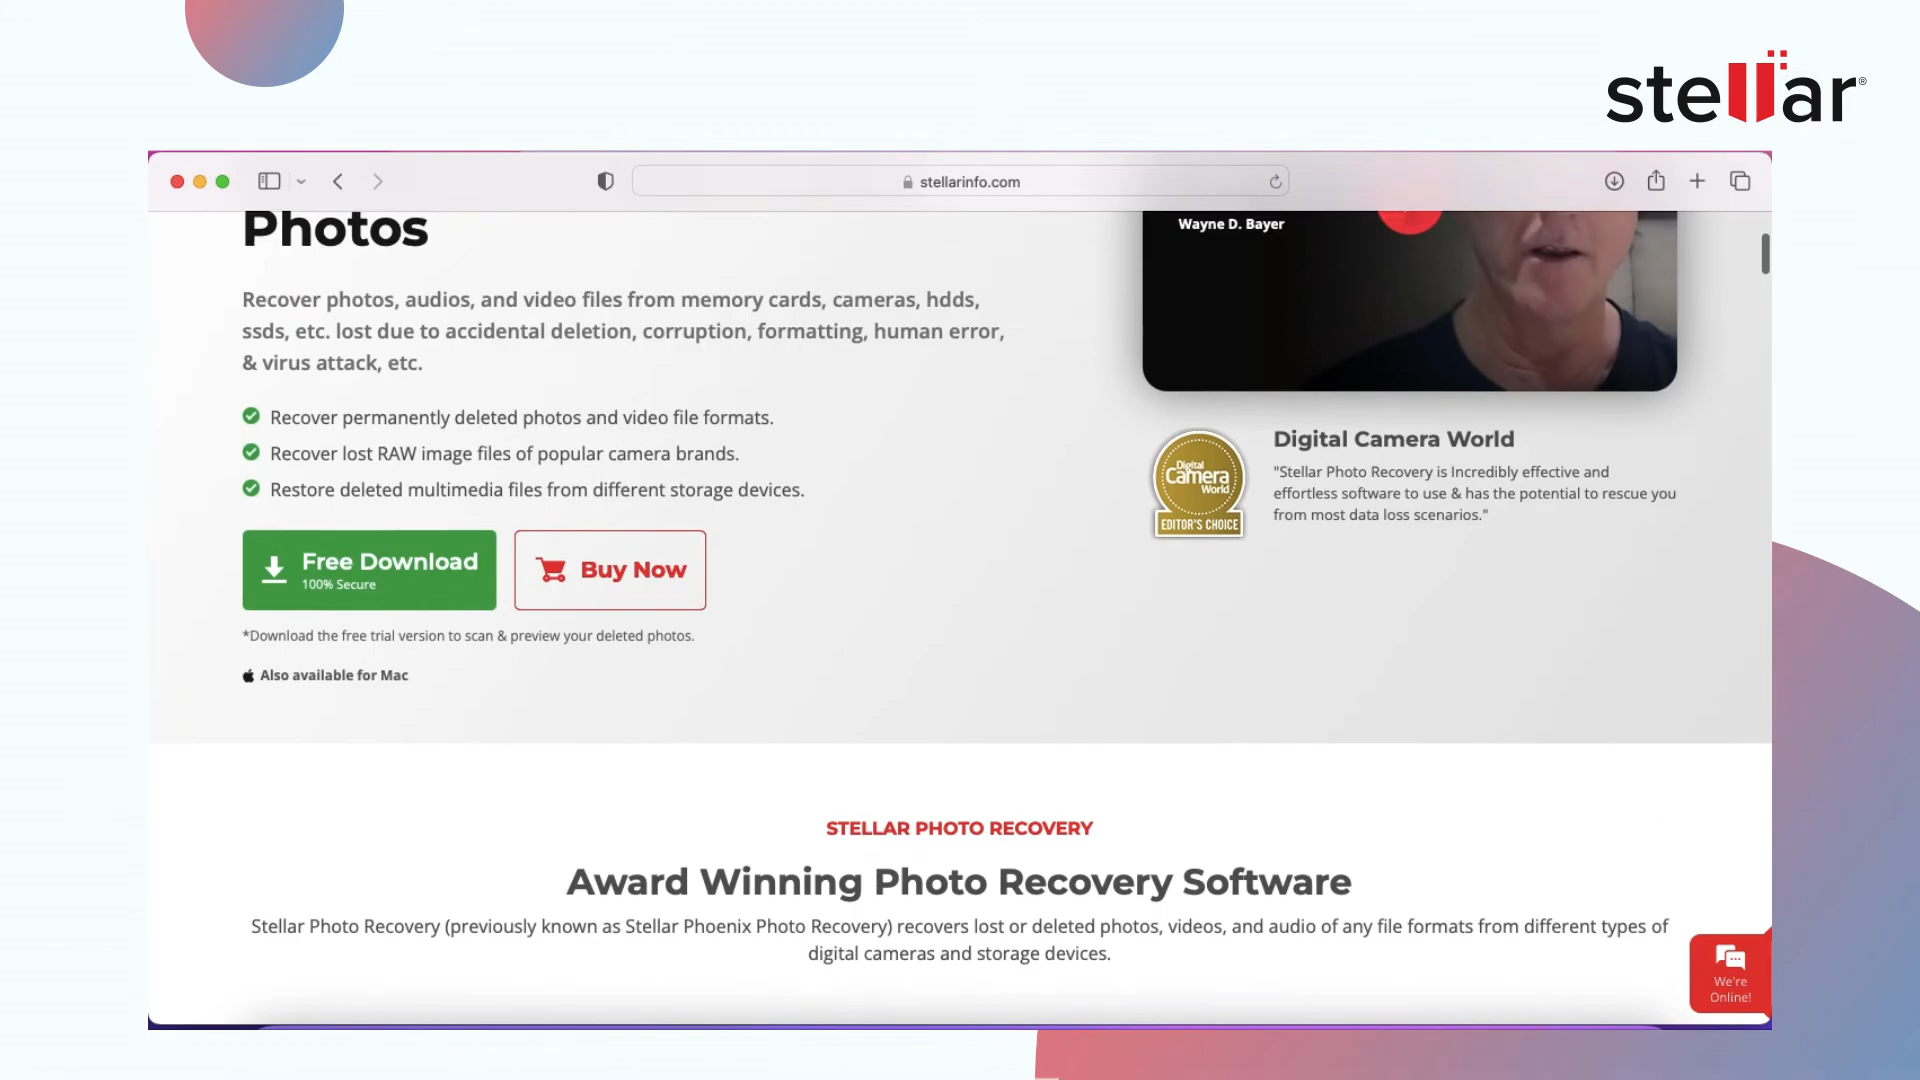 stellar®
stellarinfo.com
Photos
Wayne D. Bayer
Recover photos, audios, and video files from memory cards, cameras, hdds,
ssds, etc. lost due to accidental deletion, corruption, formatting, human error,
& virus attack, etc.
Recover permanently deleted photos and video file formats.
Recover lost RAW image files of popular camera brands.
Restore deleted multimedia files from different storage devices.
Digital
Camera
World
EDITOR'S CHOICE
Digital Camera World
"Stellar Photo Recovery is Incredibly effective and
effortless software to use & has the potential to rescue you
from most data loss scenarios."
Free Download
100% Secure
Buy Now
*Download the free trial version to scan & preview your deleted photos.
Also available for Mac
STELLAR PHOTO RECOVERY
Award Winning Photo Recovery Software
Stellar Photo Recovery (previously known as Stellar Phoenix Photo Recovery) recovers lost or deleted photos, videos, and audio of any file formats from different types of
digital cameras and storage devices.
We're
Online!